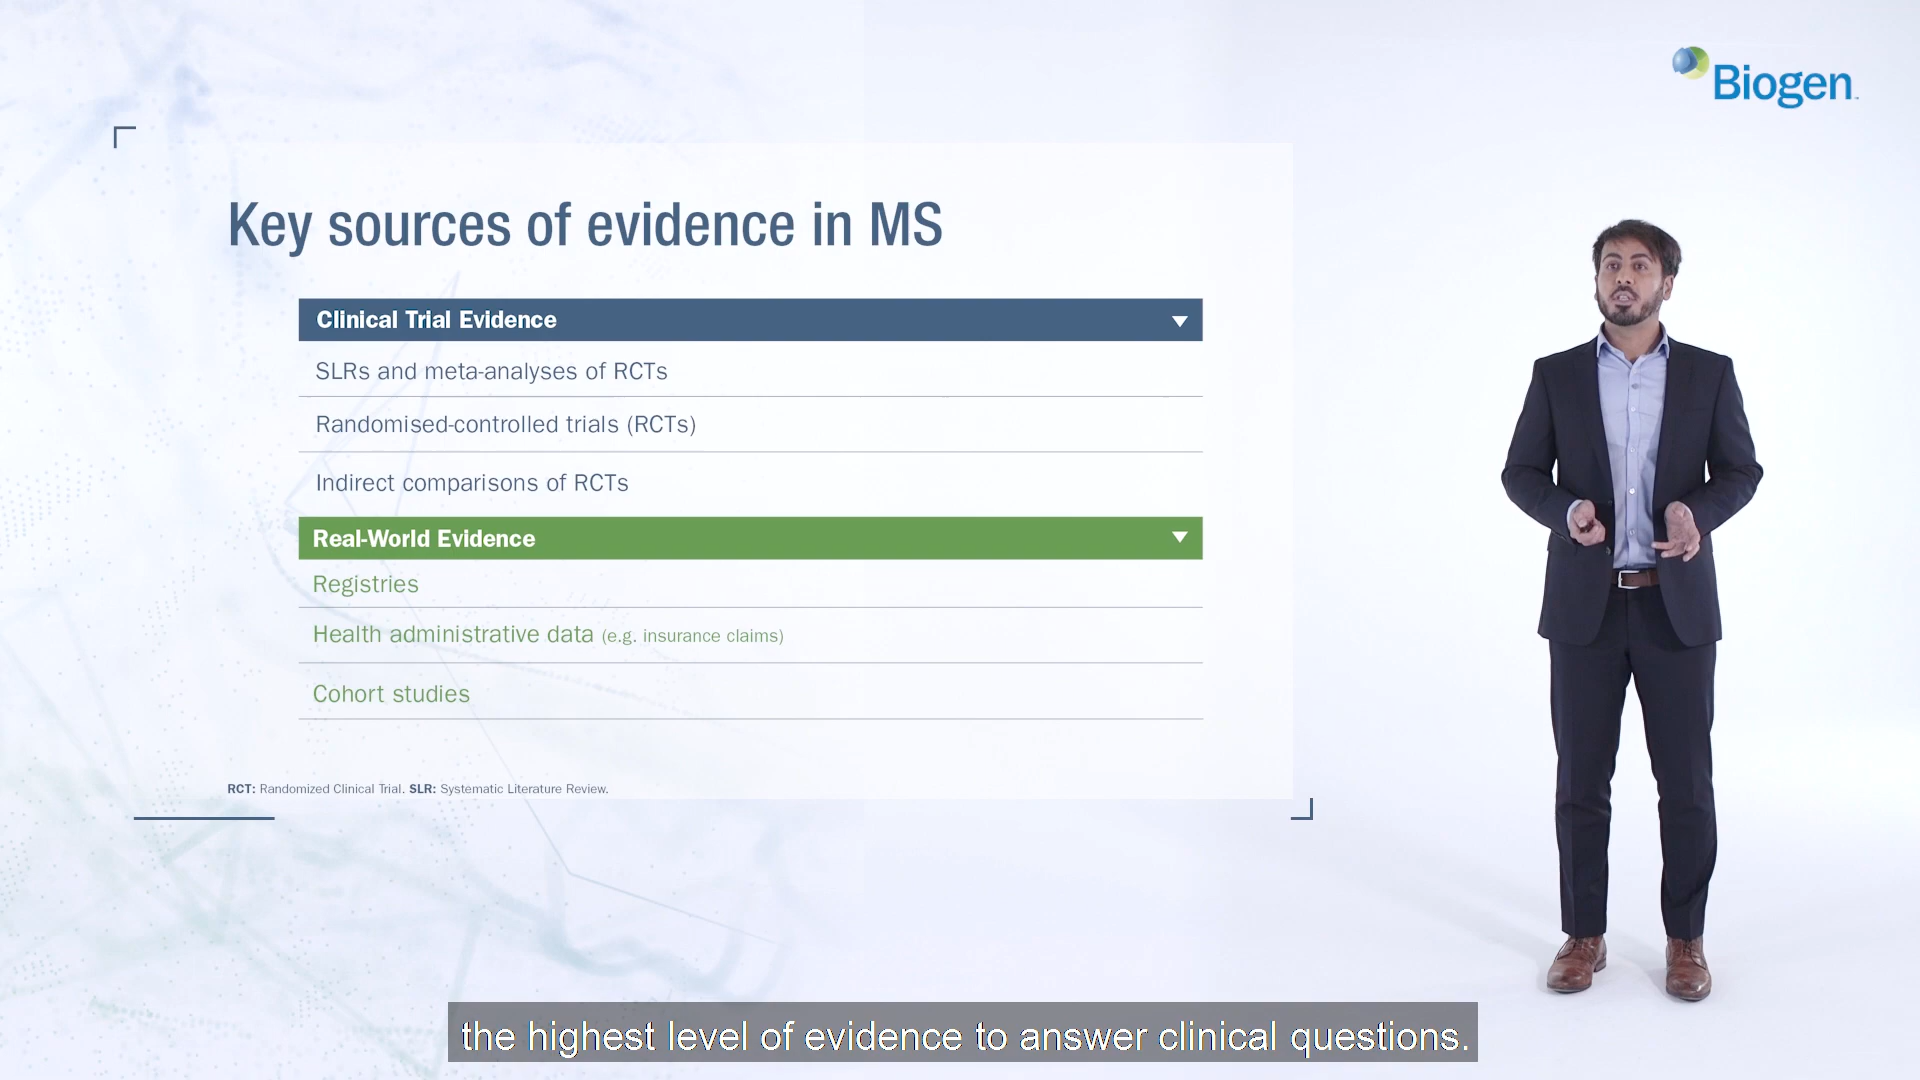 Biogen
Key sources of evidence in MS
Clinical Trial Evidence
SLRs and meta-analyses of RCTs
Randomised-controlled trials (RCTs)
Indirect comparisons of RCTs
Real-World Evidence
Registries
Health administrative data (e.g. insurance claims)
Cohort studies
RCT: Randomized Clinical Trial. SLR: Systematic Literature Review.
the highest level of evidence to answer clinical questions.